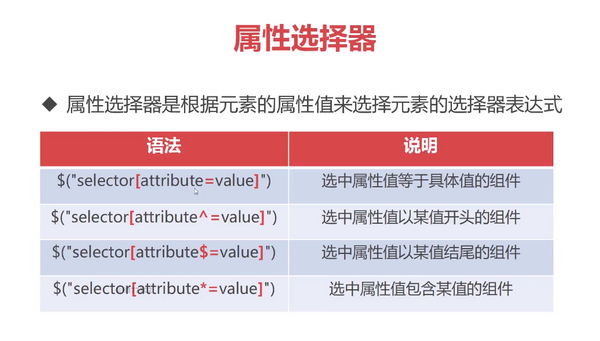 属性选择器
◆ 属性选择器是根据元素的属性值来选择元素的选择器表达式
语法 说明
$("selector[attribute=value]") 选中属性值等于具体值的组件
$("selector[attribute^=value]") 选中属性值以某值开头的组件
$("selector[attribute$=value]") 选中属性值以某值结尾的组件
$("selector[attribute*=value]") 选中属性值包含某值的组件